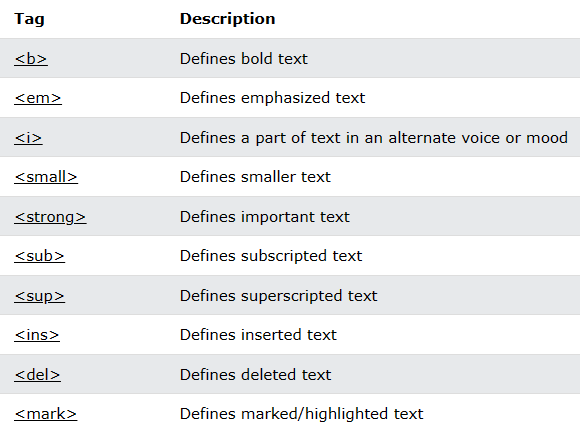 Tag Description
<b> Defines bold text
<em> Defines emphasized text
<i> Defines a part of text in an alternate voice or mood
<small> Defines smaller text
<strong> Defines important text
<sub> Defines subscripted text
<sup> Defines superscripted text
<ins> Defines inserted text
<del> Defines deleted text
<mark> Defines marked/highlighted text